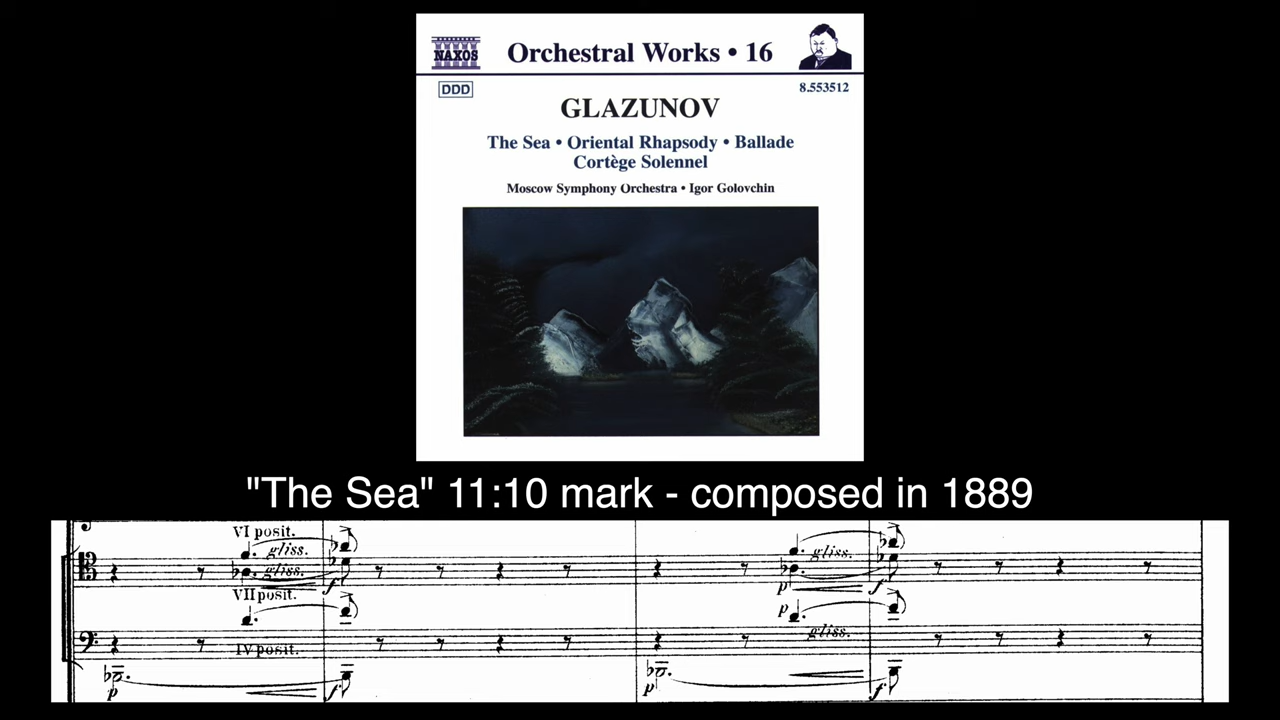 NAXOS
Orchestral Works • 16
DDD
8.553512
GLAZUNOV
The Sea • Oriental Rhapsody • Ballade
Cortège Solennel
Moscow Symphony Orchestra • Igor Golovchin
"The Sea" 11:10 mark - composed in 1889
VI posit.
gliss.
gliss.
gliss.
f
p
f
VII posit.
p
gliss.
IV posit.
p
f
p
f